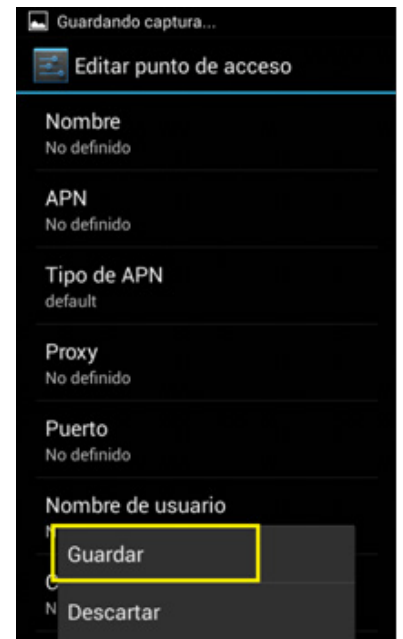 Guardando captura...
Editar punto de acceso
Nombre
No definido
APN
No definido
Tipo de APN
default
Proxy
No definido
Puerto
No definido
Nombre de usuario
Guardar
Descartar